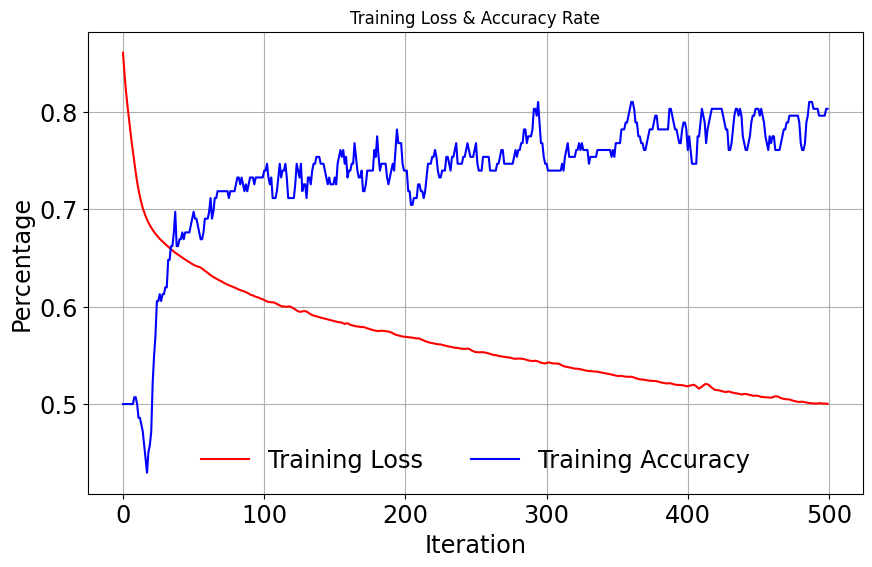 Training Loss & Accuracy Rate
Percentage
0.8
0.7
0.6
0.5
Training Loss Training Accuracy
0 100 200 300 400 500
Iteration